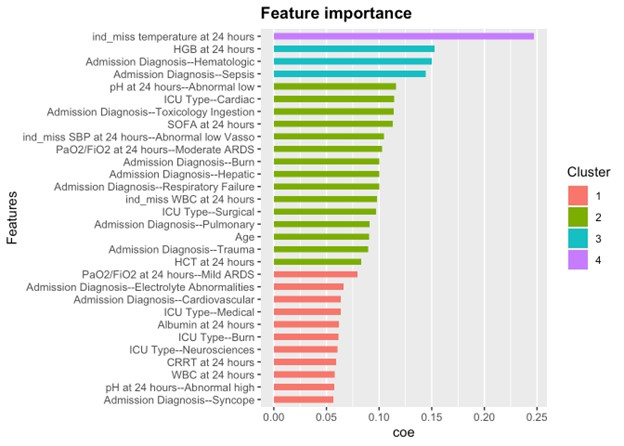 Feature importance
ind_miss temperature at 24 hours
HGB at 24 hours
Admission Diagnosis--Hematologic
Admission Diagnosis--Sepsis
pH at 24 hours--Abnormal low
ICU Type--Cardiac
Admission Diagnosis--Toxicology Ingestion
SOFA at 24 hours
ind_miss SBP at 24 hours--Abnormal low Vasso
PaO2/FiO2 at 24 hours--Moderate ARDS
Admission Diagnosis--Burn
Admission Diagnosis--Hepatic
Admission Diagnosis--Respiratory Failure
ind_miss WBC at 24 hours
ICU Type--Surgical
Admission Diagnosis--Pulmonary
Age
Admission Diagnosis--Trauma
HCT at 24 hours
PaO2/FiO2 at 24 hours--Mild ARDS
Admission Diagnosis--Electrolyte Abnormalities
Admission Diagnosis--Cardiovascular
ICU Type--Medical
Albumin at 24 hours
ICU Type--Burn
ICU Type--Neurosciences
CRRT at 24 hours
WBC at 24 hours
pH at 24 hours--Abnormal high
Admission Diagnosis--Syncope
Features
0.00 0.05 0.10 0.15 0.20 0.25
coe
Cluster
1
2
3
4